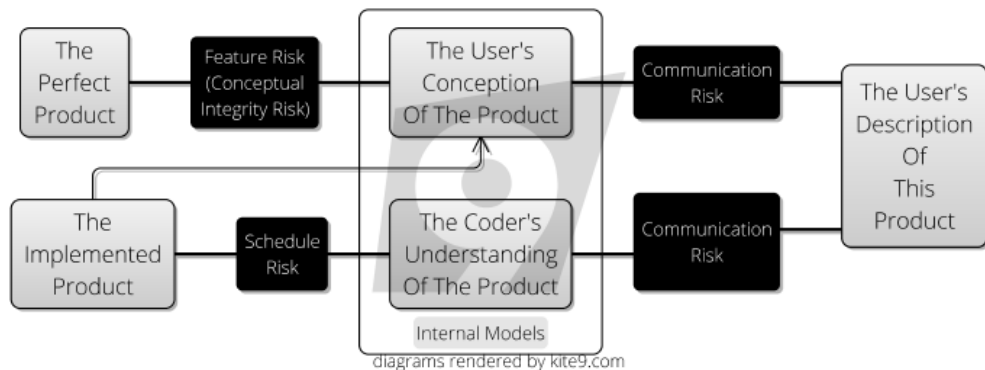 The
Perfect
Product
Feature Risk
(Conceptual
Integrity Risk)
The User's
Conception
Of The Product
Communication
Risk
The User's
Description
Of
This
Product
The
Implemented
Product
Schedule
Risk
The Coder's
Understanding
Of The Product
Communication
Risk
Internal Models
diagrams rendered by kite9.com